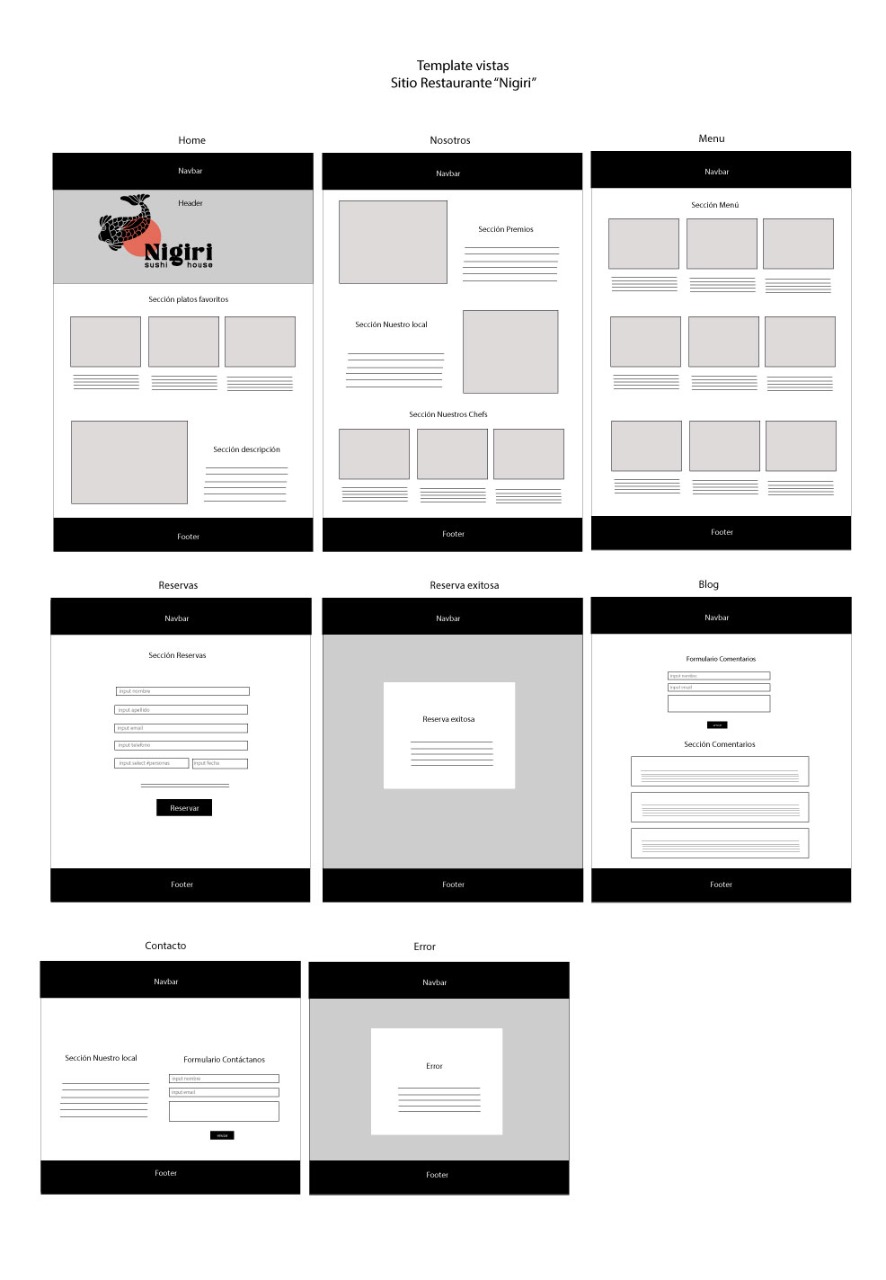 Template vistas
Sitio Restaurante “Nigiri”
Home
Navbar
Header
Nigiri
sushi house
Sección platos favoritos
Sección descripción
Footer
Nosotros
Navbar
Sección Premios
Sección Nuestro local
Sección Nuestros Chefs
Footer
Menu
Navbar
Sección Menú
Footer
Reservas
Navbar
Sección Reservas
input nombre
input apellido
input email
input telefono
input select #personas
input fecha
Reservar
Footer
Reserva exitosa
Navbar
Reserva exitosa
Footer
Blog
Navbar
Formulario Comentarios
input nombre
input email
Sección Comentarios
Footer
Contacto
Navbar
Sección Nuestro local
Formulario Contáctanos
input nombre
input email
Footer
Error
Navbar
Error
Footer